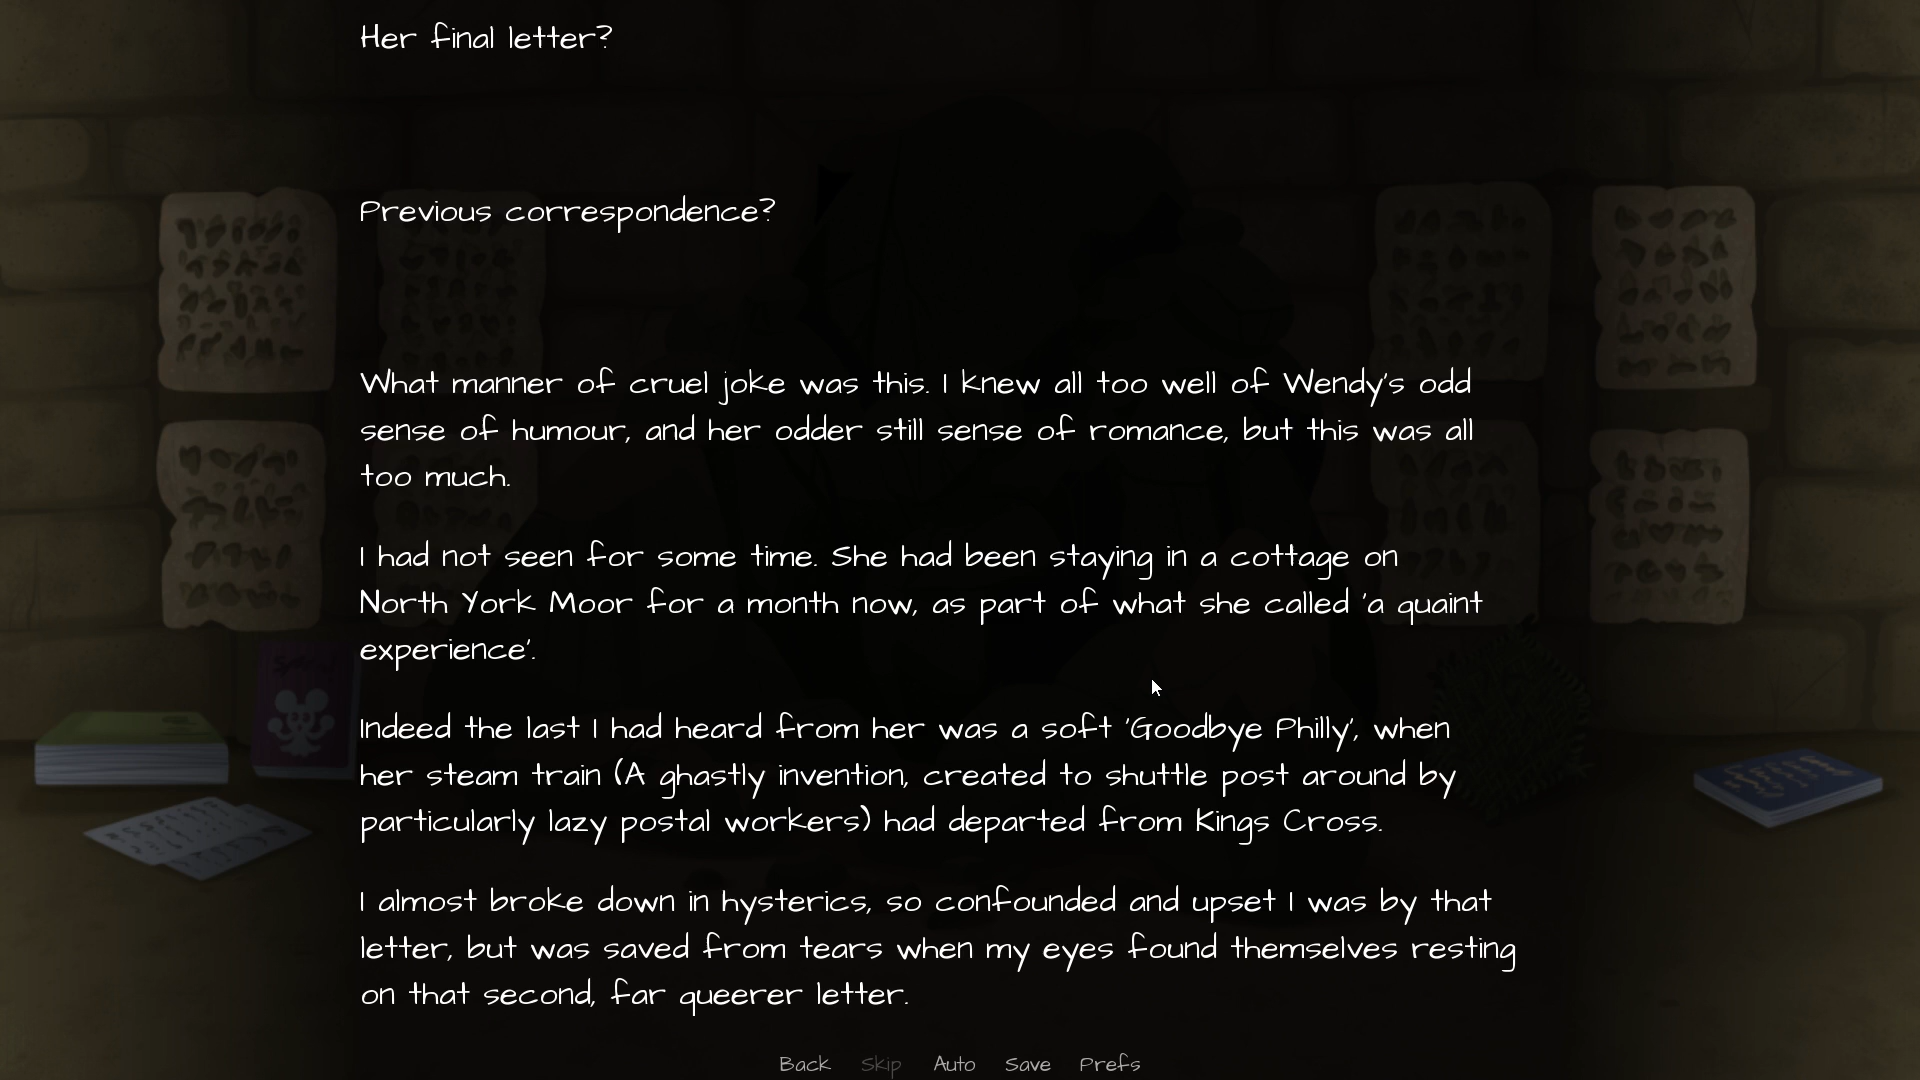 Her final letter?
Previous correspondence?
What manner of cruel joke was this. I knew all too well of Wendy's odd
sense of humour, and her odder still sense of romance, but this was all
too much.
I had not seen for some time. She had been staying in a cottage on
North York Moor for a month now, as part of what she called 'a quaint
experience'.
Indeed the last I had heard from her was a soft 'Goodbye Philly', when
her steam train (A ghastly invention, created to shuttle post around by
particularly lazy postal workers) had departed from Kings Cross.
I almost broke down in hysterics, so confounded and upset I was by that
letter, but was saved from tears when my eyes found themselves resting
on that second, far queerer letter.
Back Skip Auto Save Prefs